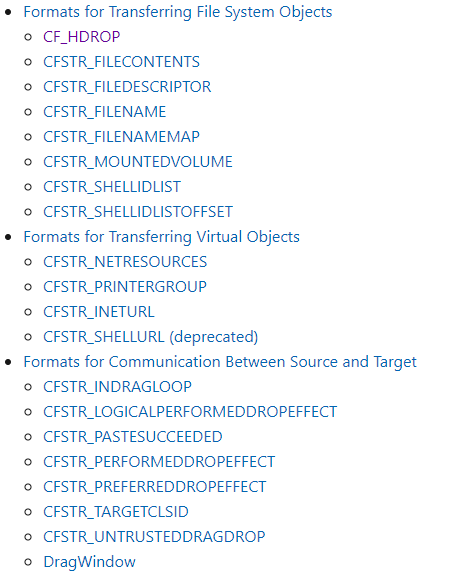 Formats for Transferring File System Objects
CF_HDROP
CFSTR_FILECONTENTS
CFSTR_FILEDESCRIPTOR
CFSTR_FILENAME
CFSTR_FILENAMEMAP
CFSTR_MOUNTEDVOLUME
CFSTR_SHELLIDLIST
CFSTR_SHELLIDLISTOFFSET
Formats for Transferring Virtual Objects
CFSTR_NETRESOURCES
CFSTR_PRINTERGROUP
CFSTR_INETURL
CFSTR_SHELLURL (deprecated)
Formats for Communication Between Source and Target
CFSTR_INDRAGLOOP
CFSTR_LOGICALPERFORMEDDROPEFFECT
CFSTR_PASTESUCCEEDED
CFSTR_PERFORMEDDROPEFFECT
CFSTR_PREFERREDDROPEFFECT
CFSTR_TARGETCLSID
CFSTR_UNTRUSTEDDRAGDROP
DragWindow